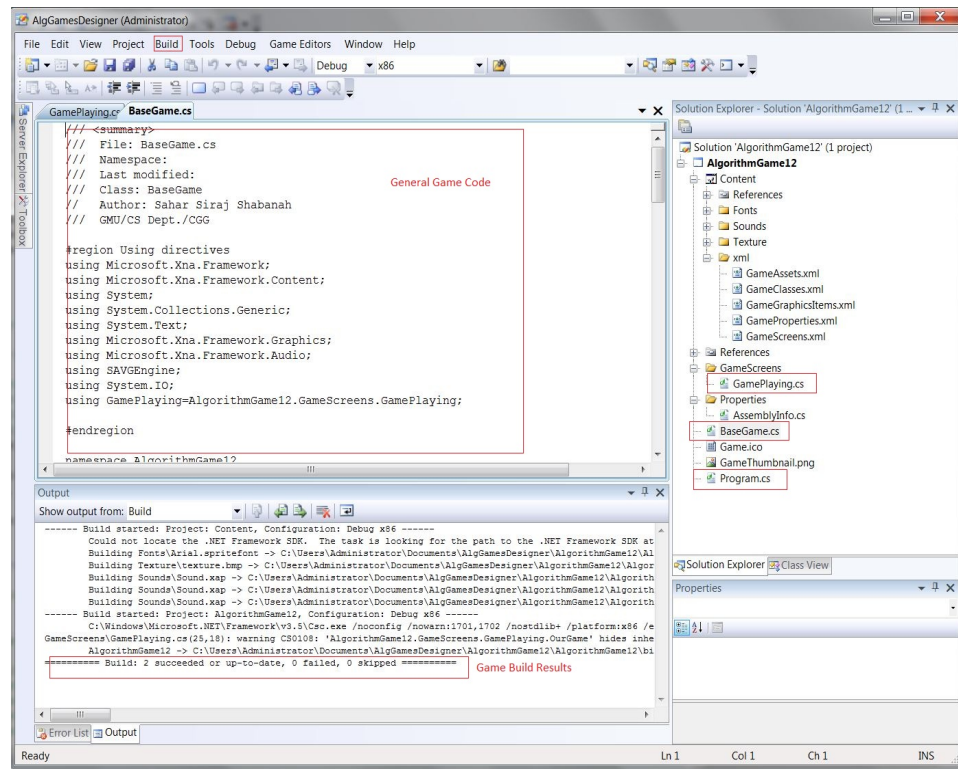 AlgGamesDesigner (Administrator)
File Edit View Project Build Tools Debug Game Editors Window Help
Debug x86
GamePlaying.cs BaseGame.cs
/// <summary>
/// File: BaseGame.cs
/// Namespace:
/// Last modified:
/// Class: BaseGame
// Author: Sahar Siraj Shabanah
/// GMU/CS Dept./CGG
General Game Code
#region Using directives
using Microsoft.Xna.Framework;
using Microsoft.Xna.Framework.Content;
using System;
using System.Collections.Generic;
using System.Text;
using Microsoft.Xna.Framework.Graphics;
using Microsoft.Xna.Framework.Audio;
using SAVGEngine;
using System.IO;
using GamePlaying=AlgorithmGame12.GameScreens.GamePlaying;
#endregion
namespace AlgorithmGame12
Server Explorer
Toolbox
Solution Explorer - Solution 'AlgorithmGame12' (1 ...
Solution 'AlgorithmGame12' (1 project)
AlgorithmGame12
Content
References
Fonts
Sounds
Texture
xml
GameAssets.xml
GameClasses.xml
GameGraphicsItems.xml
GameProperties.xml
GameScreens.xml
References
GameScreens
GamePlaying.cs
Properties
AssemblyInfo.cs
BaseGame.cs
Game.ico
GameThumbnail.png
Program.cs
Solution Explorer Class View
Properties
Output
Show output from: Build
------ Build started: Project: Content, Configuration: Debug x86 ------
Could not locate the .NET Framework SDK. The task is looking for the path to the .NET Framework SDK at
Building Fonts\Arial.spritefont -> C:\Users\Administrator\Documents\AlgGamesDesigner\AlgorithmGame12\Al
Building Texture\texture.bmp -> C:\Users\Administrator\Documents\AlgGamesDesigner\AlgorithmGame12\Algor
Building Sounds\Sound.xap -> C:\Users\Administrator\Documents\AlgGamesDesigner\AlgorithmGame12\Algorith
Building Sounds\Sound.xap -> C:\Users\Administrator\Documents\AlgGamesDesigner\AlgorithmGame12\Algorith
Building Sounds\Sound.xap -> C:\Users\Administrator\Documents\AlgGamesDesigner\AlgorithmGame12\Algorith
------ Build started: Project: AlgorithmGame12, Configuration: Debug x86 ------
C:\Windows\Microsoft.NET\Framework\v3.5\Csc.exe /noconfig /nowarn:1701,1702 /nostdlib+ /platform:x86 /e
GameScreens\GamePlaying.cs(25,18): warning CS0108: 'AlgorithmGame12.GameScreens.GamePlaying.OurGame' hides inhe
AlgorithmGame12 -> C:\Users\Administrator\Documents\AlgGamesDesigner\AlgorithmGame12\AlgorithmGame12\bi
========== Build: 2 succeeded or up-to-date, 0 failed, 0 skipped ==========
Game Build Results
Error List Output
Ready Ln 1 Col 1 Ch 1 INS